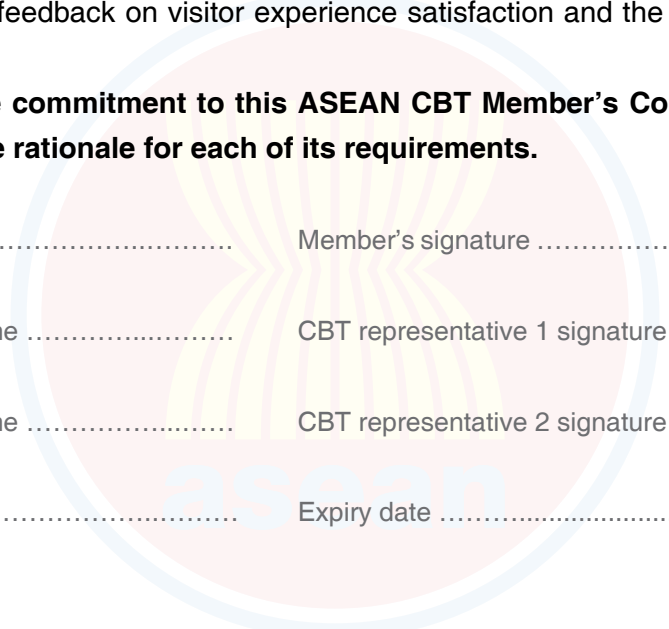 feedback on visitor experience satisfaction and the
commitment to this ASEAN CBT Member's Co
rationale for each of its requirements.
……………………..……….. Member's signature ……………
…………...……… CBT representative 1 signature
……………....…… CBT representative 2 signature
……………………..……… Expiry date ………....................
asean